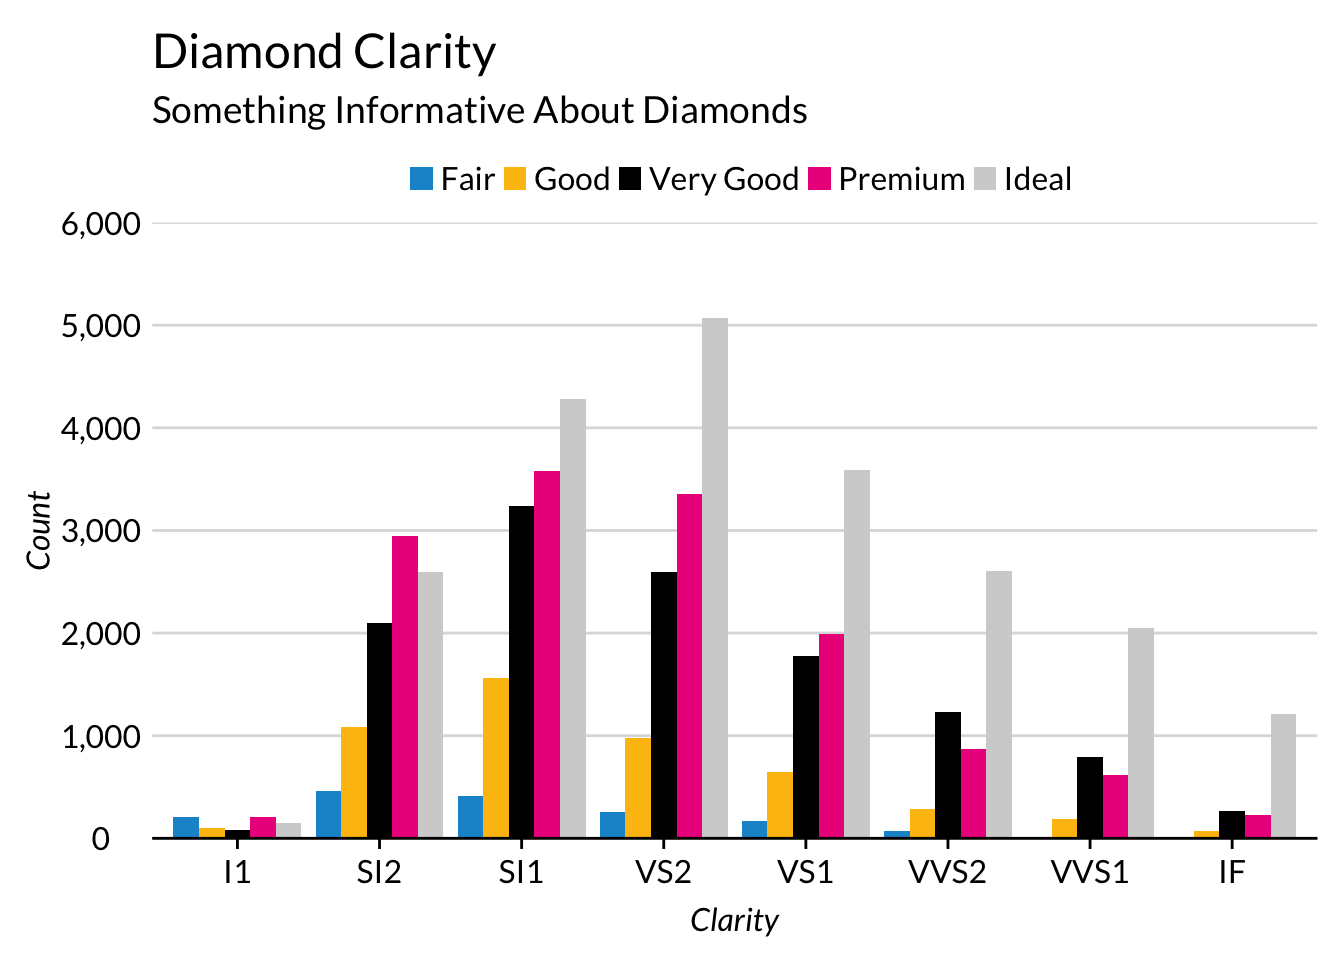 Diamond Clarity
Something Informative About Diamonds
Fair Good Very Good Premium Ideal
6,000
5,000
4,000
3,000
2,000
1,000
0
Count
I1 SI2 SI1 VS2 VS1 VVS2 VVS1 IF
Clarity